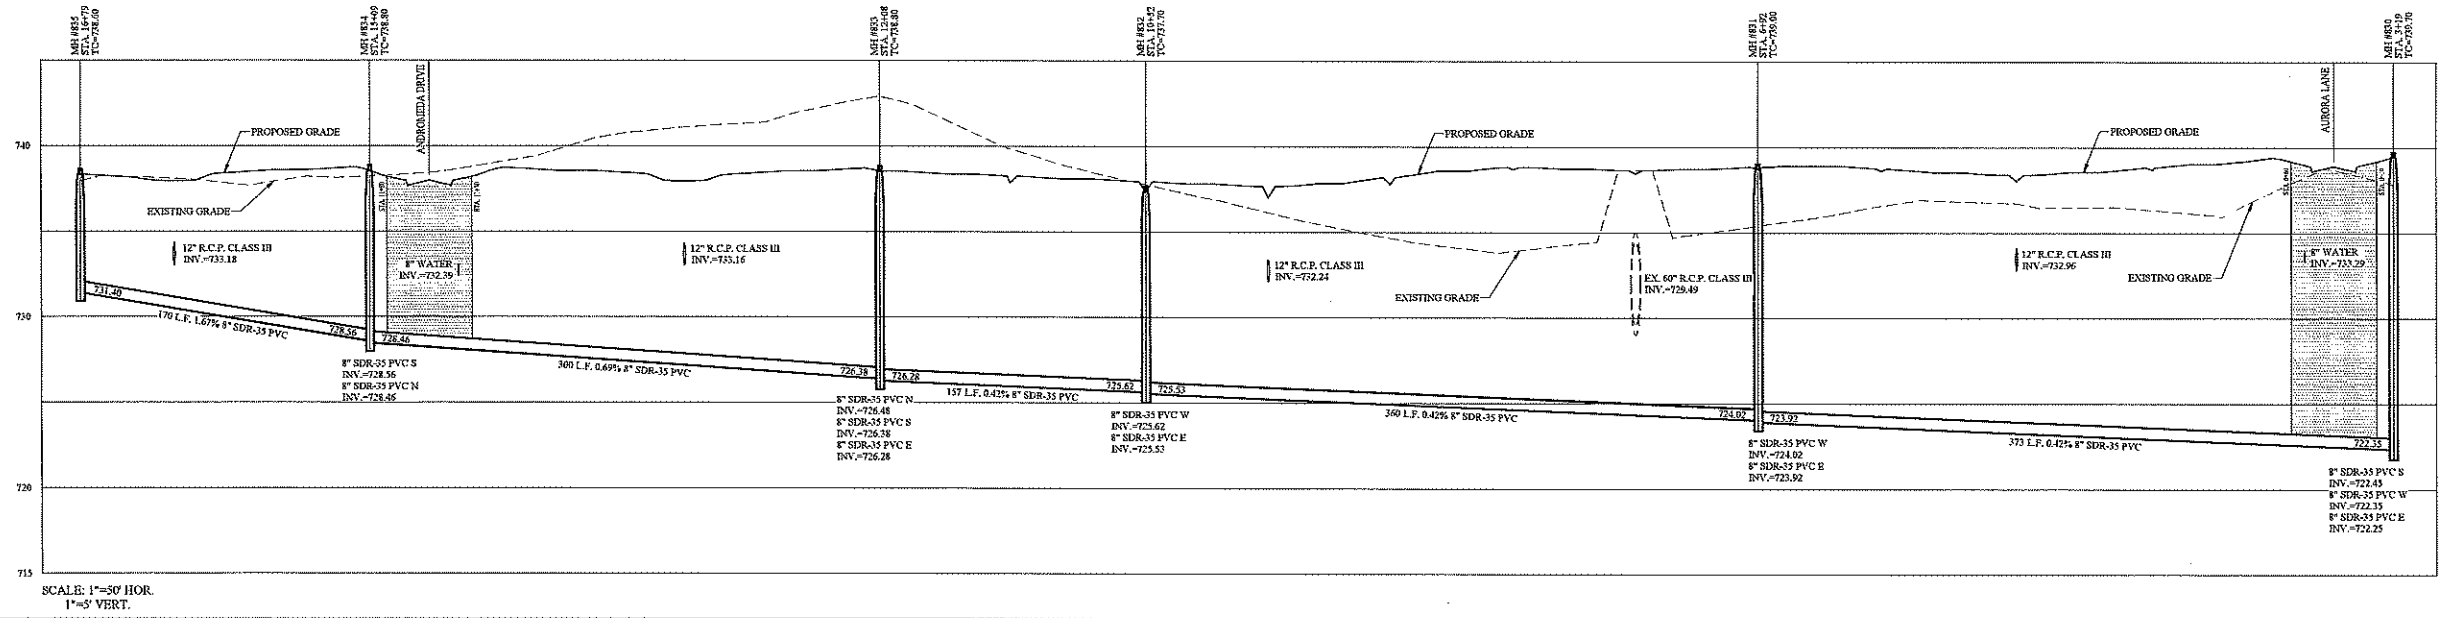 MH #835
STA. 16+79
TC=738.60
MH #834
STA. 15+09
TC=738.80
MH #833
STA. 12+08
TC=738.80
MH #832
STA. 10+52
TC=737.70
MH #831
STA. 6+92
TC=739.00
MH #830
STA. 3+19
TC=739.70
ANDROMEDA DRIVE
AURORA LANE
PROPOSED GRADE
PROPOSED GRADE
PROPOSED GRADE
740
EXISTING GRADE
12" R.C.P. CLASS III
INV.=733.18
8" WATER
INV.=732.39
12" R.C.P. CLASS III
INV.=733.16
12" R.C.P. CLASS III
INV.=732.24
EXISTING GRADE
EX. 60" R.C.P. CLASS III
INV.=729.49
12" R.C.P. CLASS III
INV.=732.96
EXISTING GRADE
8" WATER
INV.=733.29
731.40
730
170 L.F. 1.67% 8" SDR-35 PVC
728.56
728.46
8" SDR-35 PVC S
INV.=728.56
8" SDR-35 PVC N
INV.=728.46
300 L.F. 0.69% 8" SDR-35 PVC
726.38
726.28
8" SDR-35 PVC N
INV.=726.48
8" SDR-35 PVC S
INV.=726.38
8" SDR-35 PVC E
INV.=726.28
157 L.F. 0.42% 8" SDR-35 PVC
725.62
725.53
8" SDR-35 PVC W
INV.=725.62
8" SDR-35 PVC E
INV.=725.53
360 L.F. 0.42% 8" SDR-35 PVC
724.02
723.92
8" SDR-35 PVC W
INV.=724.02
8" SDR-35 PVC E
INV.=723.92
373 L.F. 0.42% 8" SDR-35 PVC
722.35
8" SDR-35 PVC S
INV.=722.45
8" SDR-35 PVC W
INV.=722.35
8" SDR-35 PVC E
INV.=722.25
720
715
SCALE: 1"=50' HOR.
1"=5' VERT.